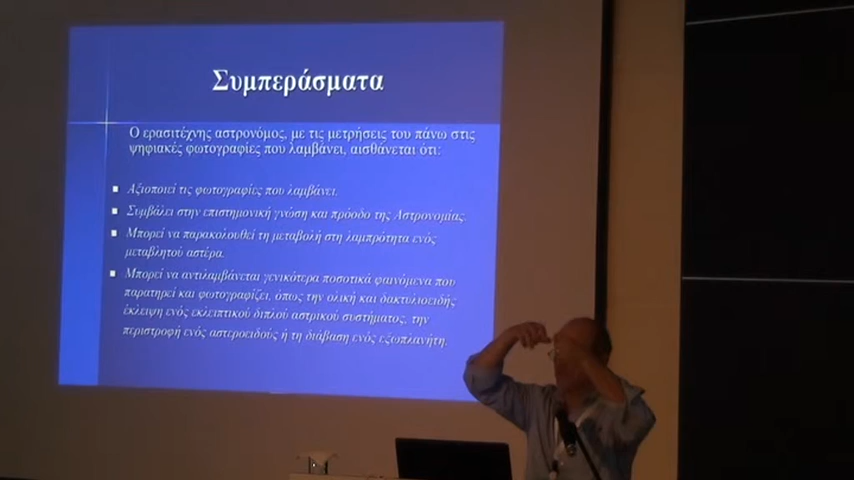 Συμπεράσματα
Ο ερασιτέχνης αστρονόμος, με τις μετρήσεις του πάνω στις
ψηφιακές φωτογραφίες που λαμβάνει, αισθάνεται ότι:
Αξιοποιεί τις φωτογραφίες που λαμβάνει.
Συμβάλει στην επιστημονική γνώση και πρόοδο της Αστρονομίας.
Μπορεί να παρακολουθεί τη μεταβολή στη λαμπρότητα ενός
μεταβλητού αστέρα.
Μπορεί να αντιλαμβάνεται γενικότερα ποσοτικά φαινόμενα που
παρατηρεί και φωτογραφίζει, όπως την ολική και δακτυλιοειδής
έκλειψη ενός εκλειπτικού διπλού αστρικού συστήματος, την
περιστροφή ενός αστεροειδούς ή τη διάβαση ενός εξωπλανήτη.